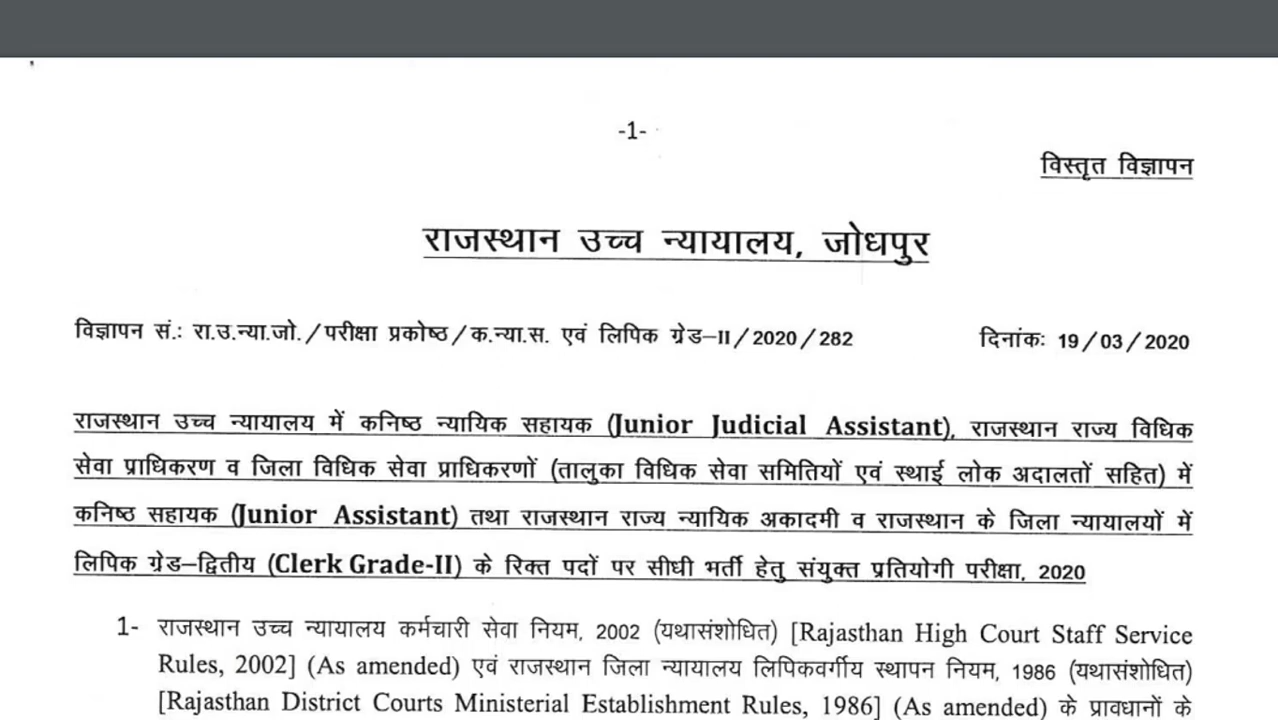 -1-
विस्तृत विज्ञापन
राजस्थान उच्च न्यायालय, जोधपुर
विज्ञापन सं.: रा.उ.न्या.जो./परीक्षा प्रकोष्ठ/क.न्या.स. एवं लिपिक ग्रेड–II/2020/282 दिनांकः 19/03/2020
राजस्थान उच्च न्यायालय में कनिष्ठ न्यायिक सहायक (Junior Judicial Assistant), राजस्थान राज्य विधिक
सेवा प्राधिकरण व जिला विधिक सेवा प्राधिकरणों (तालुका विधिक सेवा समितियों एवं स्थाई लोक अदालतों सहित) में
कनिष्ठ सहायक (Junior Assistant) तथा राजस्थान राज्य न्यायिक अकादमी व राजस्थान के जिला न्यायालयों में
लिपिक ग्रेड–द्वितीय (Clerk Grade-II) के रिक्त पदों पर सीधी भर्ती हेतु संयुक्त प्रतियोगी परीक्षा, 2020
1- राजस्थान उच्च न्यायालय कर्मचारी सेवा नियम, 2002 (यथासंशोधित) [Rajasthan High Court Staff Service
Rules, 2002] (As amended) एवं राजस्थान जिला न्यायालय लिपिकवर्गीय स्थापन नियम, 1986 (यथासंशोधित)
[Rajasthan District Courts Ministerial Establishment Rules, 1986] (As amended) के प्रावधानों के